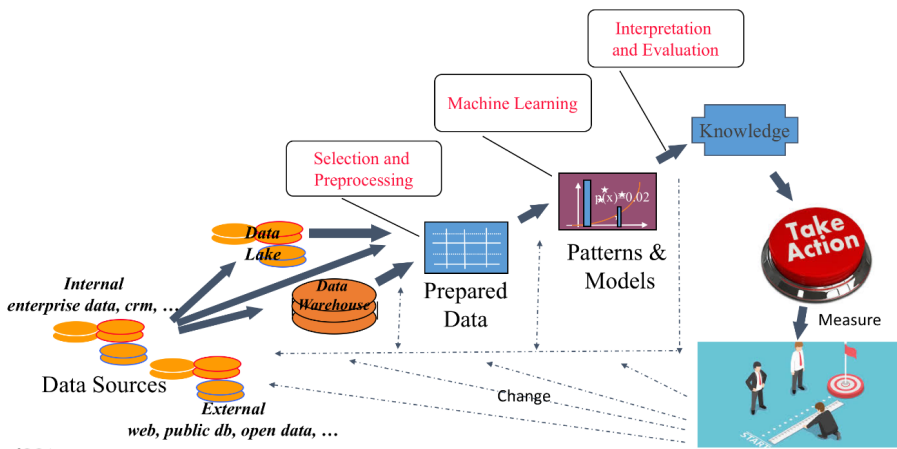 Interpretation
and Evaluation
Machine Learning
Knowledge
Selection and
Preprocessing
p(x)=0.02
Take
Action
Data
Lake
Patterns &
Models
Internal
enterprise data, crm, …
Data
Warehouse
Prepared
Data
Measure
Data Sources
Change
External
web, public db, open data, …
START